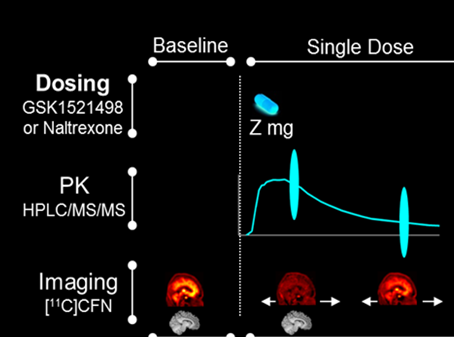 Baseline
Single Dose
Dosing
GSK1521498
or Naltrexone
Z mg
PK
HPLC/MS/MS
Imaging
[¹¹C]CFN